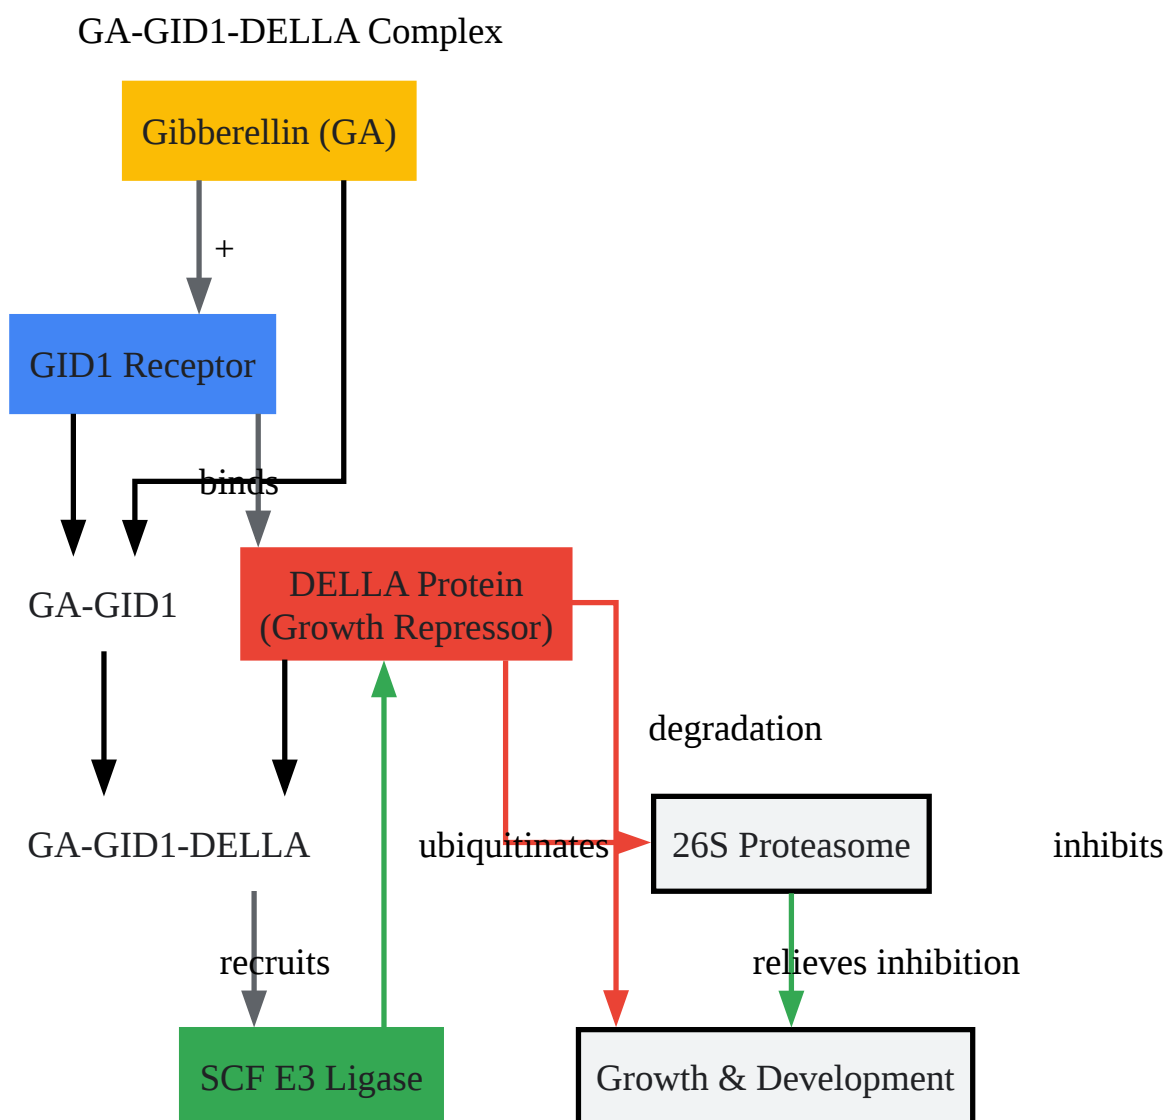 GA-GID1-DELLA Complex
Gibberellin (GA)
+
GID1 Receptor
binds
GA-GID1
DELLA Protein
(Growth Repressor)
degradation
GA-GID1-DELLA
ubiquitinates
26S Proteasome
inhibits
recruits
relieves inhibition
SCF E3 Ligase
Growth & Development